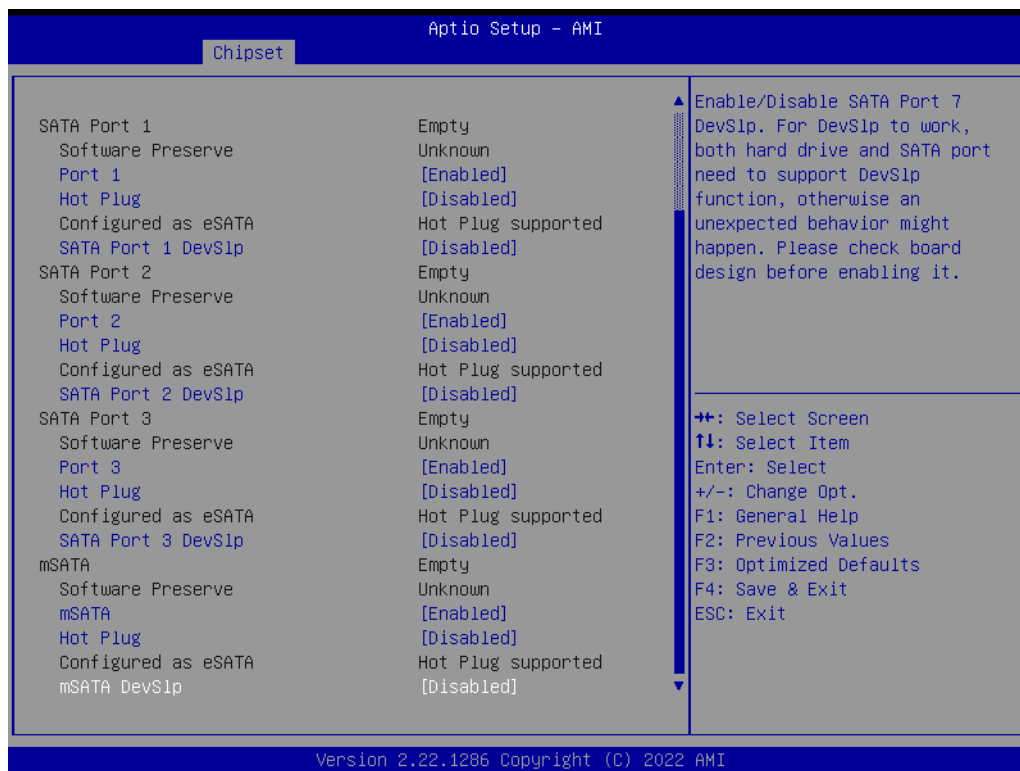 Aptio Setup – AMI
Chipset
SATA Port 1 Empty
Software Preserve Unknown
Port 1 [Enabled]
Hot Plug [Disabled]
Configured as eSATA Hot Plug supported
SATA Port 1 DevSlp [Disabled]
SATA Port 2 Empty
Software Preserve Unknown
Port 2 [Enabled]
Hot Plug [Disabled]
Configured as eSATA Hot Plug supported
SATA Port 2 DevSlp [Disabled]
SATA Port 3 Empty
Software Preserve Unknown
Port 3 [Enabled]
Hot Plug [Disabled]
Configured as eSATA Hot Plug supported
SATA Port 3 DevSlp [Disabled]
mSATA Empty
Software Preserve Unknown
mSATA [Enabled]
Hot Plug [Disabled]
Configured as eSATA Hot Plug supported
mSATA DevSlp [Disabled]
Enable/Disable SATA Port 7
DevSlp. For DevSlp to work,
both hard drive and SATA port
need to support DevSlp
function, otherwise an
unexpected behavior might
happen. Please check board
design before enabling it.
→←: Select Screen
↑↓: Select Item
Enter: Select
+/-: Change Opt.
F1: General Help
F2: Previous Values
F3: Optimized Defaults
F4: Save & Exit
ESC: Exit
Version 2.22.1286 Copyright (C) 2022 AMI